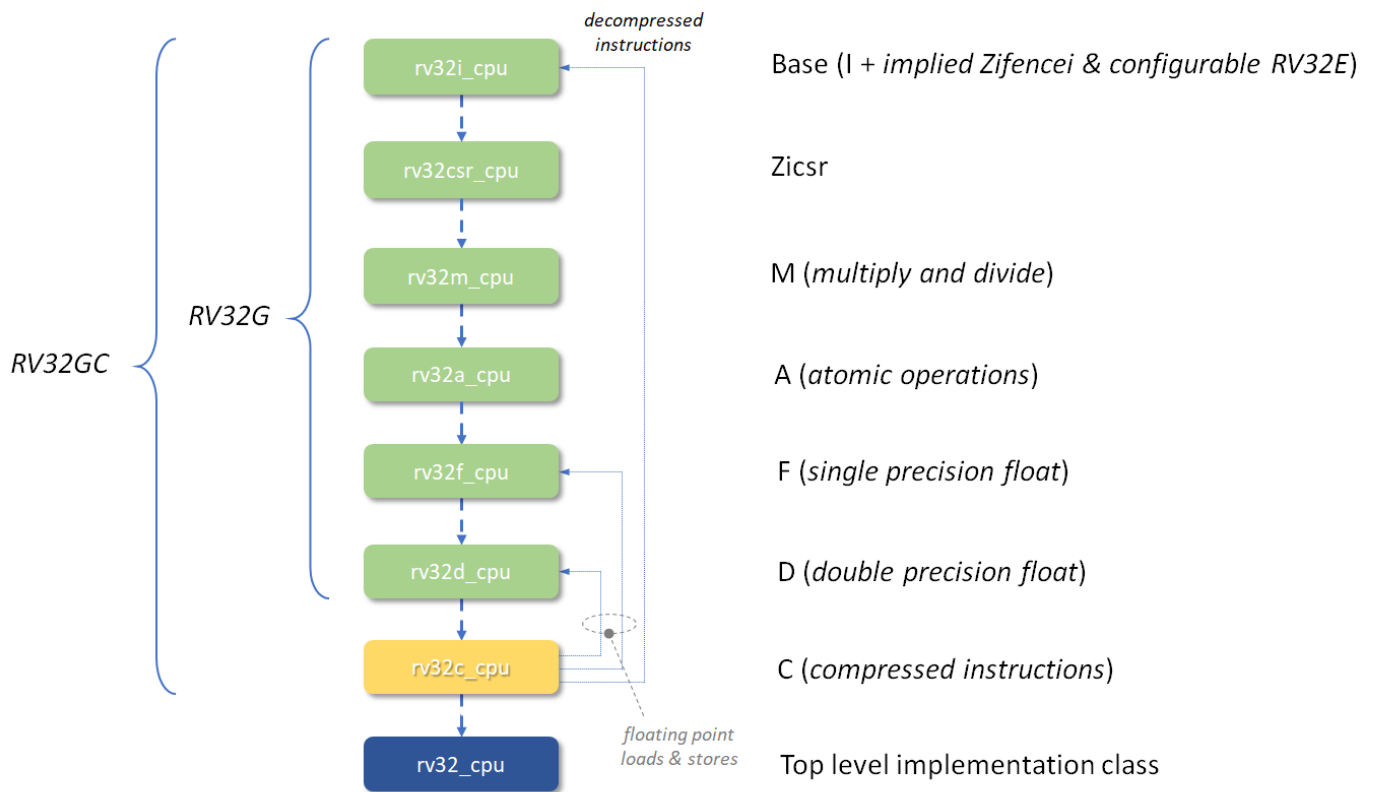 decompressed
instructions
rv32i_cpu
Base (I + implied Zifencei & configurable RV32E)
rv32csr_cpu
Zicsr
rv32m_cpu
M (multiply and divide)
RV32G
RV32GC
rv32a_cpu
A (atomic operations)
rv32f_cpu
F (single precision float)
rv32d_cpu
D (double precision float)
rv32c_cpu
C (compressed instructions)
floating point
loads & stores
rv32_cpu
Top level implementation class